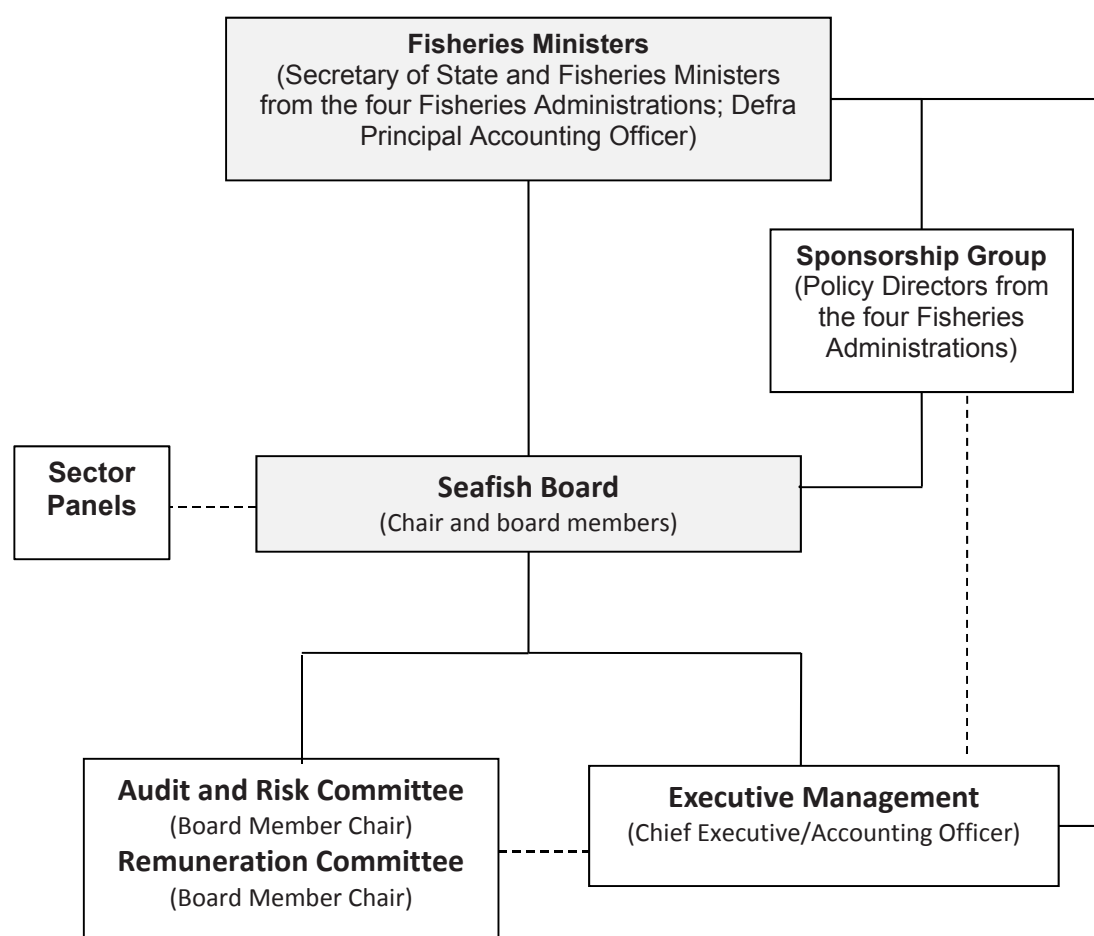 Fisheries Ministers
(Secretary of State and Fisheries Ministers
from the four Fisheries Administrations; Defra
Principal Accounting Officer)
Sponsorship Group
(Policy Directors from
the four Fisheries
Administrations)
Sector
Panels
Seafish Board
(Chair and board members)
Audit and Risk Committee
(Board Member Chair)
Remuneration Committee
(Board Member Chair)
Executive Management
(Chief Executive/Accounting Officer)